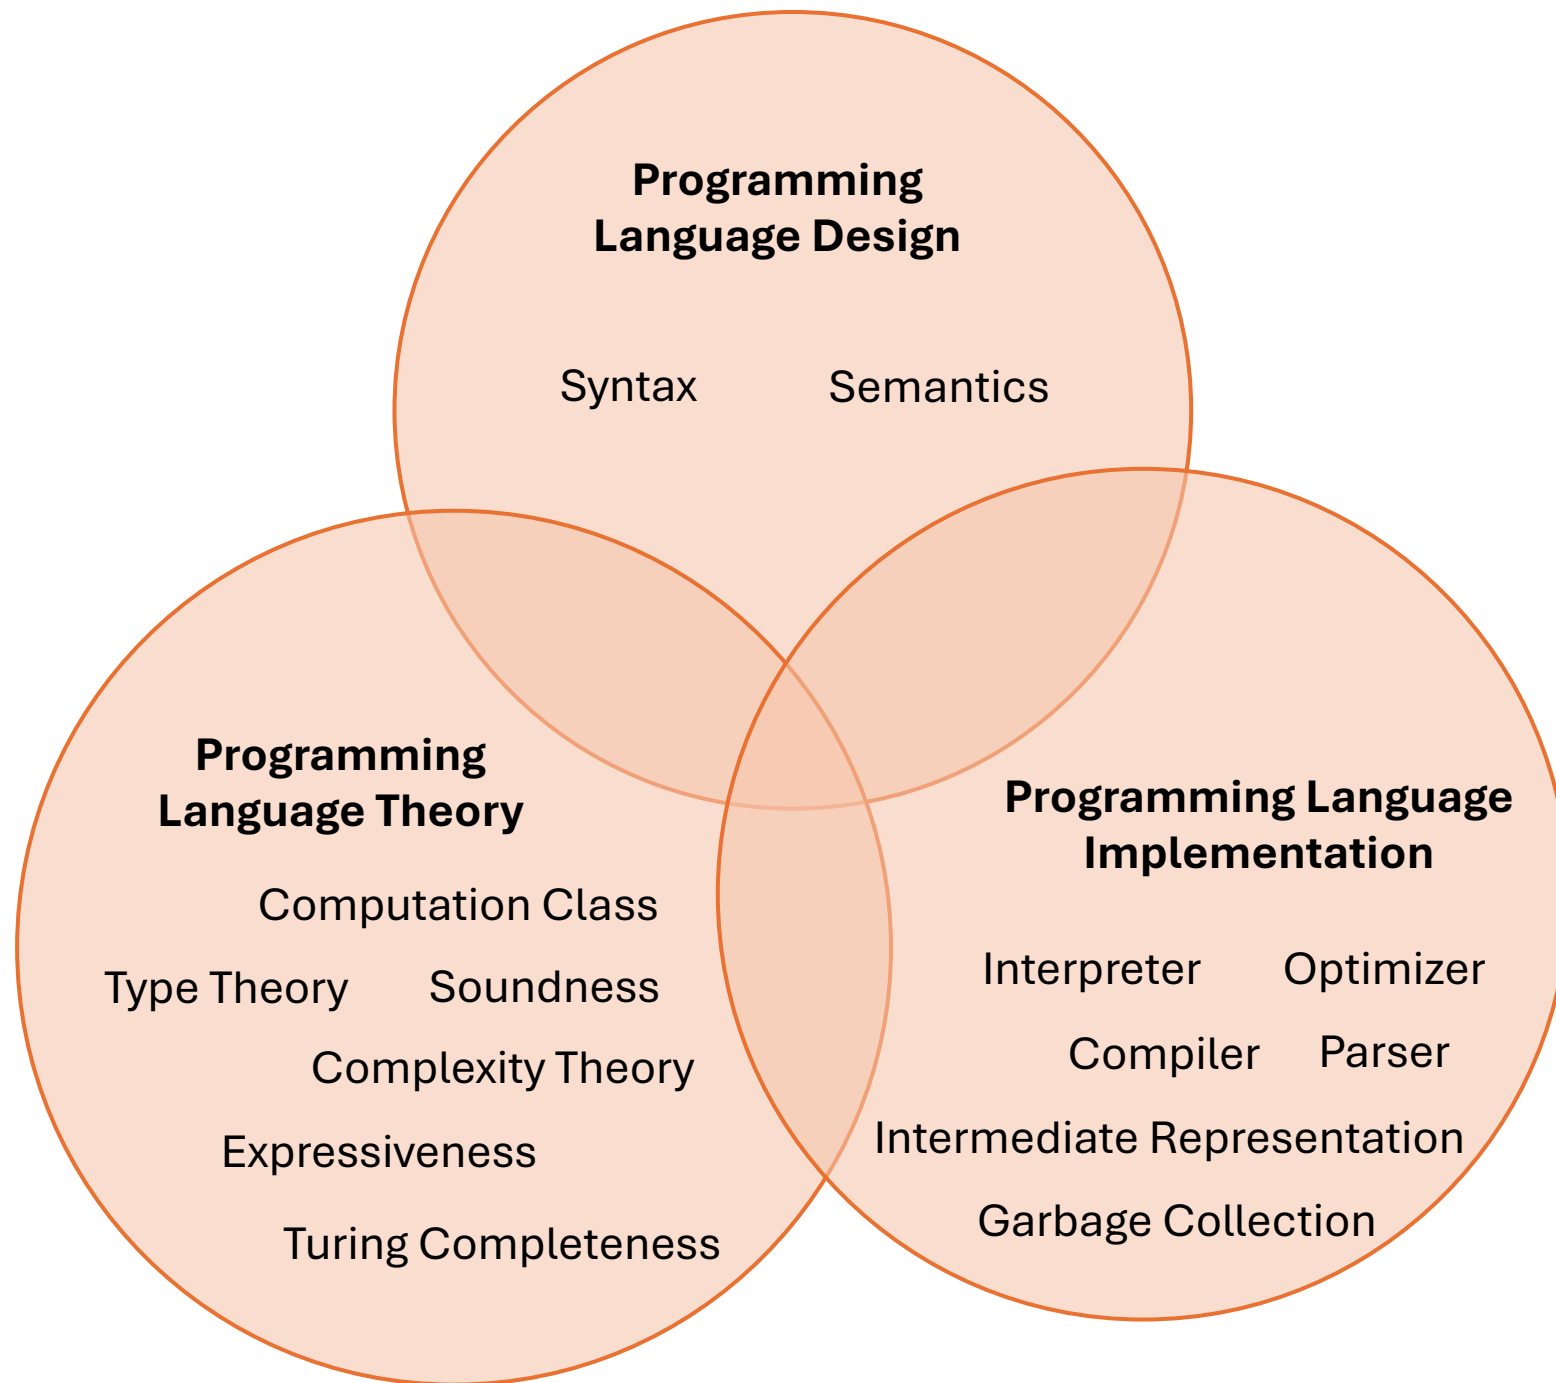 Programming
Language Design
Syntax
Semantics
Programming
Language Theory
Computation Class
Type Theory
Soundness
Complexity Theory
Expressiveness
Turing Completeness
Programming Language
Implementation
Interpreter
Optimizer
Compiler
Parser
Intermediate Representation
Garbage Collection